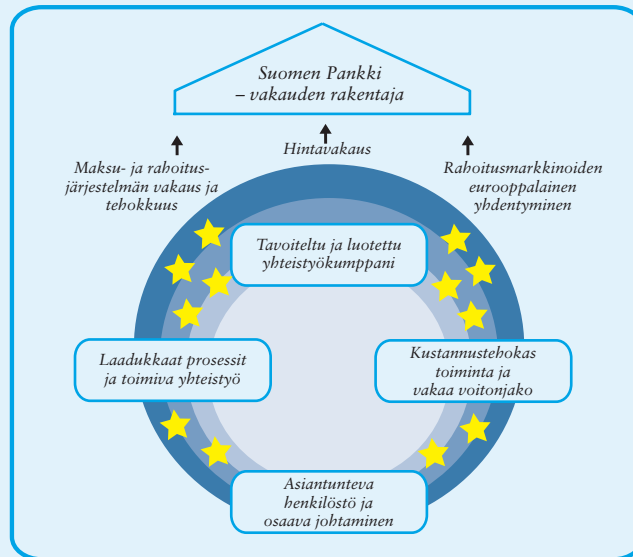 Suomen Pankki
– vakauden rakentaja
Maksu- ja rahoitus-
järjestelmän vakaus ja
tehokkuus
Hintavakaus
Rahoitusmarkkinoiden
eurooppalainen
yhdentyminen
Tavoiteltu ja luotettu
yhteistyökumppani
Laadukkaat prosessit
ja toimiva yhteistyö
Kustannustehokas
toiminta ja
vakaa voitonjako
Asiantunteva
henkilöstö ja
osaava johtaminen